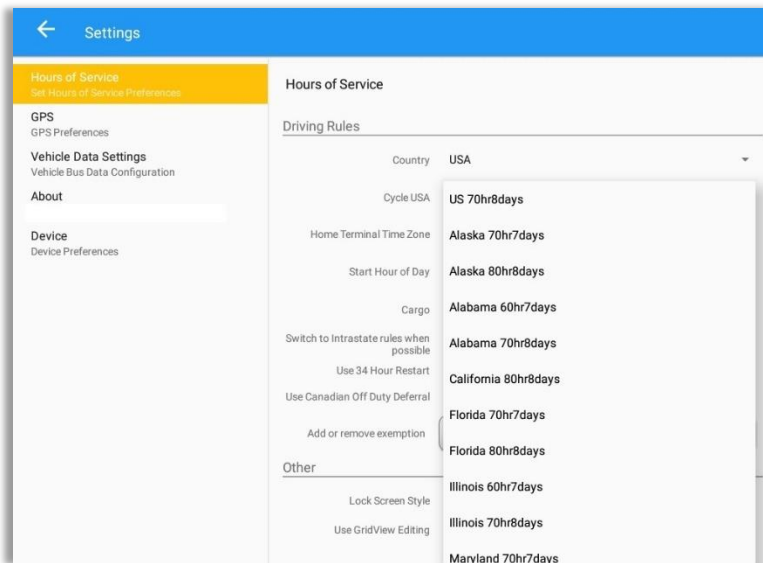 Settings
Hours of Service
Set Hours of Service Preferences
GPS
GPS Preferences
Vehicle Data Settings
Vehicle Bus Data Configuration
About
Device
Device Preferences
Hours of Service
Driving Rules
Country USA
Cycle USA
Home Terminal Time Zone
Start Hour of Day
Cargo
Switch to Intrastate rules when
possible
Use 34 Hour Restart
Use Canadian Off Duty Deferral
Add or remove exemption
Other
Lock Screen Style
Use GridView Editing
US 70hr8days
Alaska 70hr7days
Alaska 80hr8days
Alabama 60hr7days
Alabama 70hr8days
California 80hr8days
Florida 70hr7days
Florida 80hr8days
Illinois 60hr7days
Illinois 70hr8days
Maryland 70hr7days